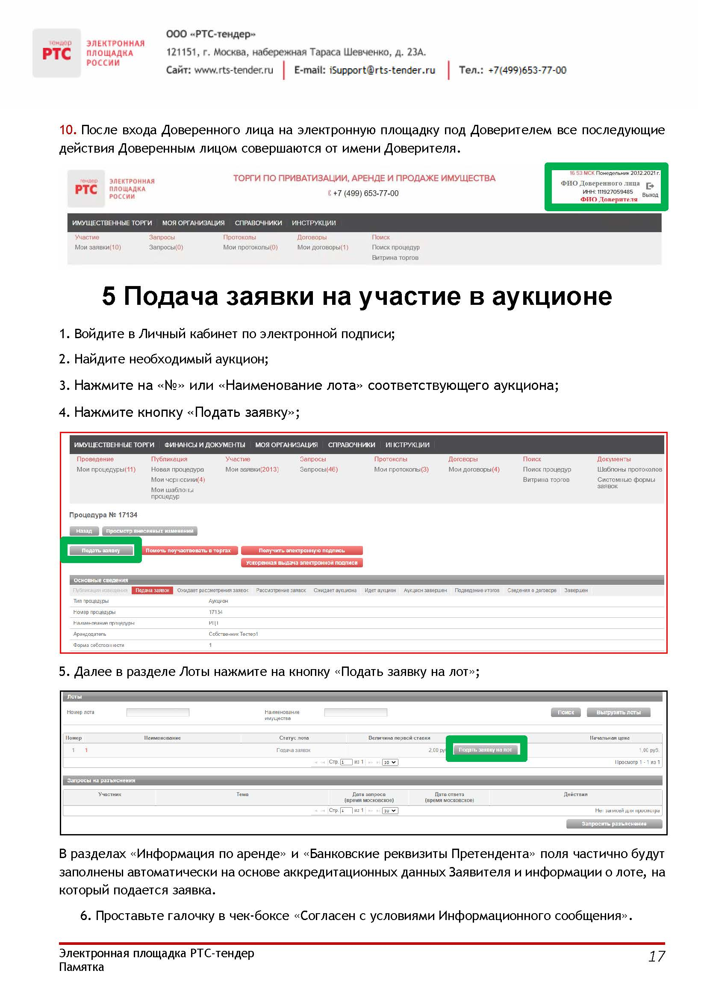 тендер
РТС
ЭЛЕКТРОННАЯ
ПЛОЩАДКА
РОССИИ
ООО «РТС-тендер»
121151, г. Москва, набережная Тараса Шевченко, д. 23А.
Сайт: www.rts-tender.ru E-mail: iSupport@rts-tender.ru Тел.: +7(499)653-77-00
10. После входа Доверенного лица на электронную площадку под Доверителем все последующие
действия Доверенным лицом совершаются от имени Доверителя.
тендер
РТС
ЭЛЕКТРОННАЯ
ПЛОЩАДКА
РОССИИ
ТОРГИ ПО ПРИВАТИЗАЦИИ, АРЕНДЕ И ПРОДАЖЕ ИМУЩЕСТВА
+7 (499) 653-77-00
16 53 МСК Понедельник 20.12.2021 г.
ФИО Доверенного лица
ИНН: 111927059485
ФИО Доверителя
Выход
ИМУЩЕСТВЕННЫЕ ТОРГИ МОЯ ОРГАНИЗАЦИЯ СПРАВОЧНИКИ ИНСТРУКЦИИ
Участие Запросы Протоколы Договоры Поиск
Мои заявки(10) Запросы(0) Мои протоколы(0) Мои договоры(1) Поиск процедур
Витрина торгов
5 Подача заявки на участие в аукционе
1. Войдите в Личный кабинет по электронной подписи;
2. Найдите необходимый аукцион;
3. Нажмите на «№» или «Наименование лота» соответствующего аукциона;
4. Нажмите кнопку «Подать заявку»;
ИМУЩЕСТВЕННЫЕ ТОРГИ ФИНАНСЫ И ДОКУМЕНТЫ МОЯ ОРГАНИЗАЦИЯ СПРАВОЧНИКИ ИНСТРУКЦИИ
Проведение Публикация Участие Запросы Протоколы Договоры Поиск Документы
Мои процедуры(11) Новая процедура Мои заявки(2013) Запросы(46) Мои протоколы(3) Мои договоры(4) Поиск процедур Шаблоны протоколов
Мои черновики(4) Витрина торгов Системные формы
заявок
Мои шаблоны
процедур
Процедура № 17134
Назад Просмотр внесенных изменений
Подать заявку Помочь поучаствовать в торгах Получить электронную подпись
Ускоренная выдача электронной подписи
Основные сведения
Публикация извещения Подача заявок Ожидает рассмотрения заявок Рассмотрение заявок Ожидает аукциона Идет аукцион Аукцион завершен Подведение итогов Сведения о договоре Завершен
Тип процедуры Аукцион
Номер процедуры 17134
Наименование процедуры
Арендодатель Собственник Тестер1
Форма собственности 1
5. Далее в разделе Лоты нажмите на кнопку «Подать заявку на лот»;
Лоты
Номер лота Наименование
имущества Поиск Выгрузить лоты
Номер Наименование Статус лота Величина первой ставки Начальная цена
1 1 Подача заявок 2,00 ру Подать заявку на лот 1,00 руб.
Стр. 1 из 1 10 Просмотр 1 - 1 из 1
Запросы на разъяснения
Участник Тема Дата запроса
(время московское) Дата ответа
(время московское) Действия
Стр. 1 из 1 10 Нет записей для просмотра
Запросить разъяснение
В разделах «Информация по аренде» и «Банковские реквизиты Претендента» поля частично будут
заполнены автоматически на основе аккредитационных данных Заявителя и информации о лоте, на
который подается заявка.
6. Проставьте галочку в чек-боксе «Согласен с условиями Информационного сообщения».
Электронная площадка РТС-тендер
Памятка
17